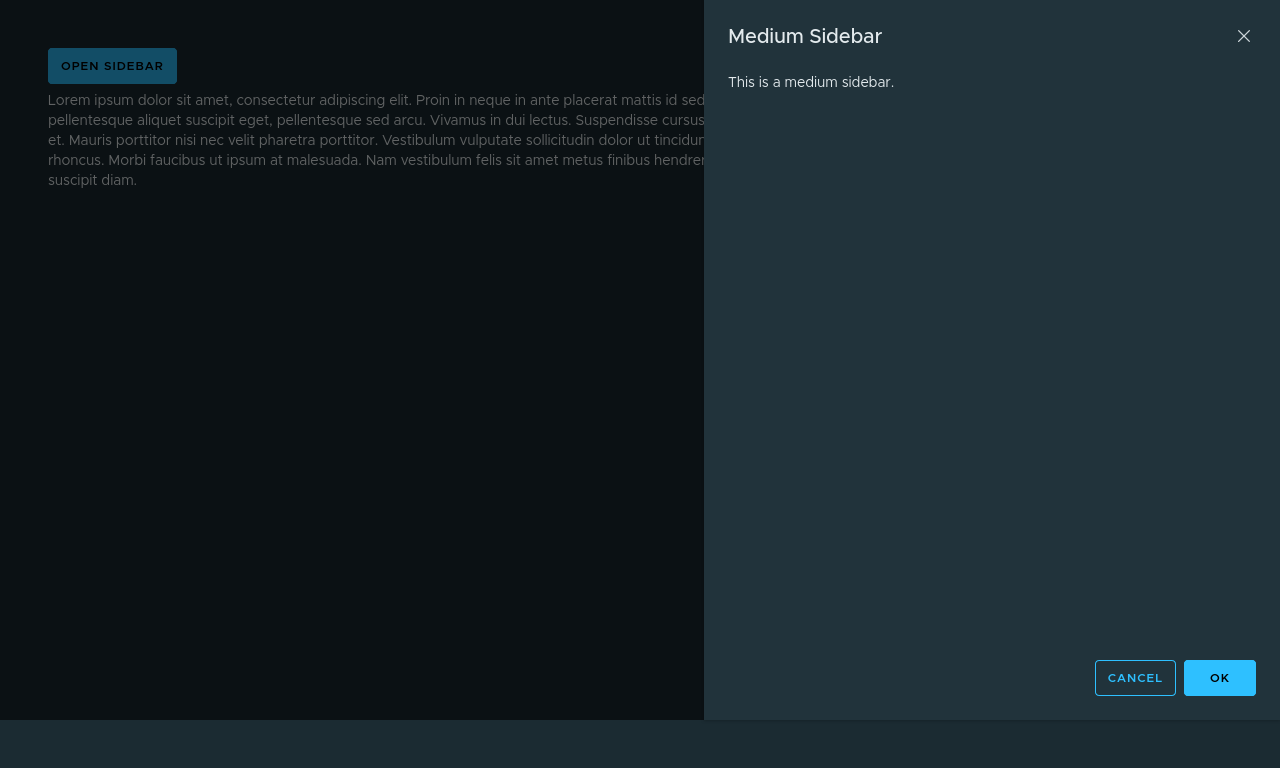 Medium Sidebar
OPEN SIDEBAR
This is a medium sidebar.
Lorem ipsum dolor sit amet, consectetur adipiscing elit. Proin in neque in ante placerat mattis id sed
pellentesque aliquet suscipit eget, pellentesque sed arcu. Vivamus in dui lectus. Suspendisse cursus
et. Mauris porttitor nisi nec velit pharetra porttitor. Vestibulum vulputate sollicitudin dolor ut
rhoncus. Morbi faucibus ut ipsum at malesuada. Nam vestibulum felis sit amet metus finibus
suscipit diam.
CANCEL
OK